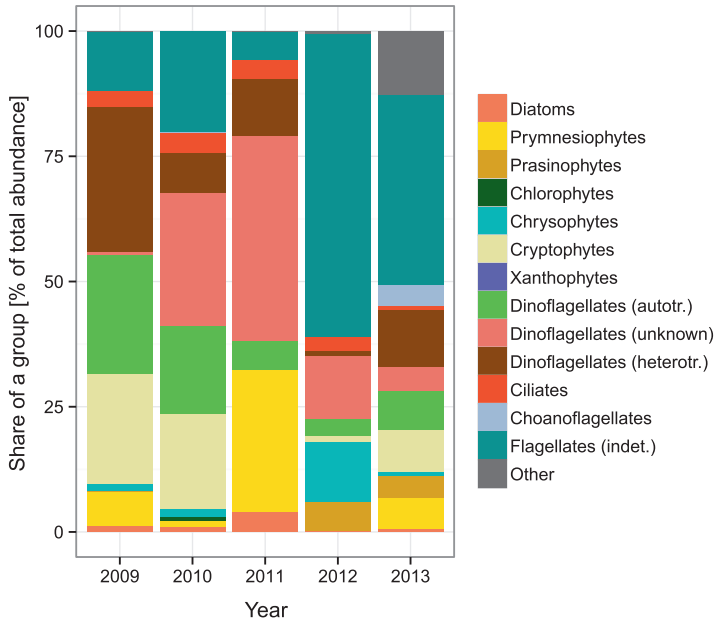 Share of a group [% of total abundance]
100
75
50
25
0
2009 2010 2011 2012 2013
Year
Diatoms
Prymnesiophytes
Prasinophytes
Chlorophytes
Chrysophytes
Cryptophytes
Xanthophytes
Dinoflagellates (autotr.)
Dinoflagellates (unknown)
Dinoflagellates (heterotr.)
Ciliates
Choanoflagellates
Flagellates (indet.)
Other